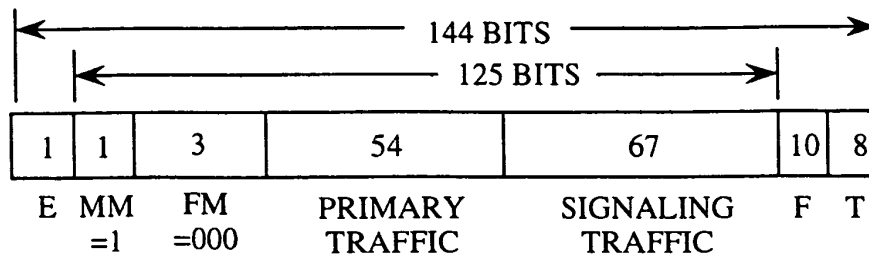 144 BITS
125 BITS
1 1 3 54 67 10 8
E MM FM PRIMARY SIGNALING F T
=1 =000 TRAFFIC TRAFFIC